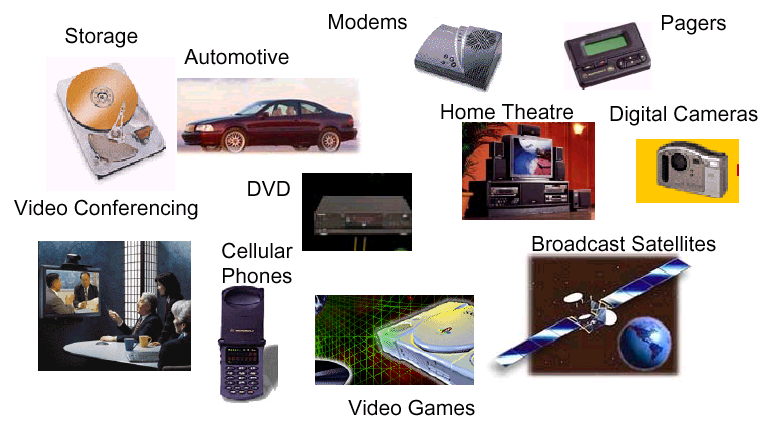 Storage
Automotive
Modems
Pagers
Home Theatre
Digital Cameras
DVD
Video Conferencing
Cellular
Phones
Broadcast Satellites
Video Games